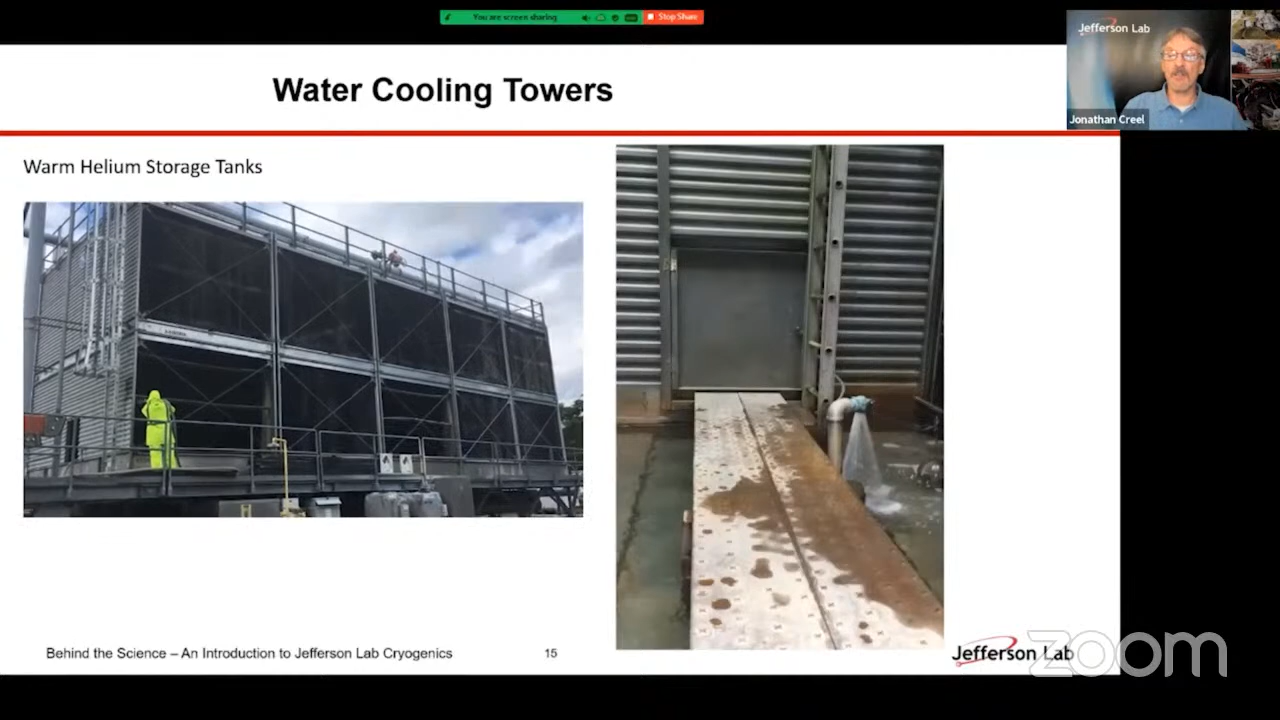 You are screen sharing
Stop Share
Jefferson Lab
Jonathan Creel
Water Cooling Towers
Warm Helium Storage Tanks
Behind the Science – An Introduction to Jefferson Lab Cryogenics
15
Jefferson Lab
zoom